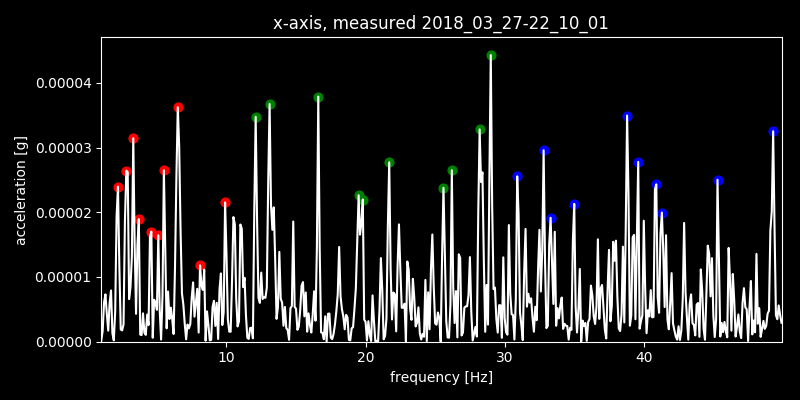 x-axis, measured 2018_03_27-22_10_01
0.00004
0.00003
0.00002
0.00001
0.00000
acceleration [g]
10 20 30 40
frequency [Hz]